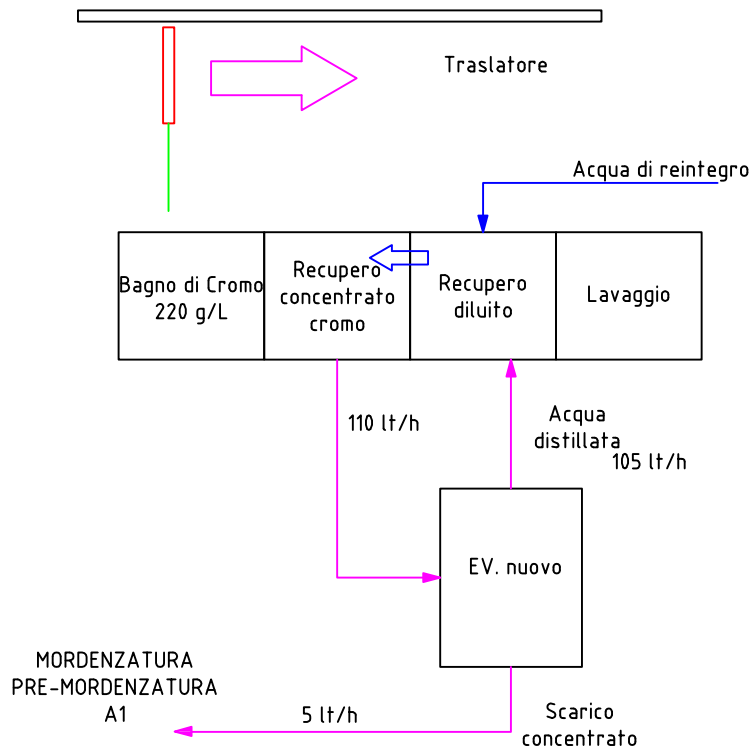 Traslatore
Acqua di reintegro
Bagno di Cromo
220 g/L
Recupero
concentrato
cromo
Recupero
diluito
Lavaggio
110 lt/h
Acqua
distillata
105 lt/h
EV. nuovo
MORDENZATURA
PRE-MORDENZATURA
A1
5 lt/h
Scarico
concentrato